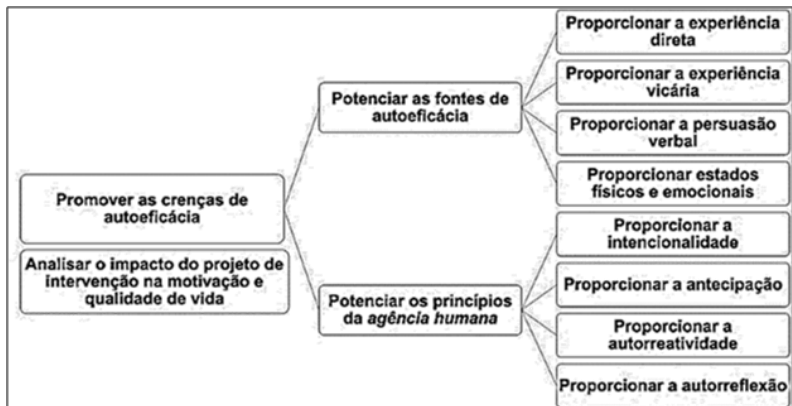 Promover as crenças de
autoeficácia
Analisar o impacto do projeto de
intervenção na motivação e
qualidade de vida
Potenciar as fontes de
autoeficácia
Proporcionar a experiência
direta
Proporcionar a experiência
vicária
Proporcionar a persuasão
verbal
Proporcionar estados
físicos e emocionais
Potenciar os princípios
da agência humana
Proporcionar a
intencionalidade
Proporcionar a antecipação
Proporcionar a
autorreatividade
Proporcionar a autorreflexão